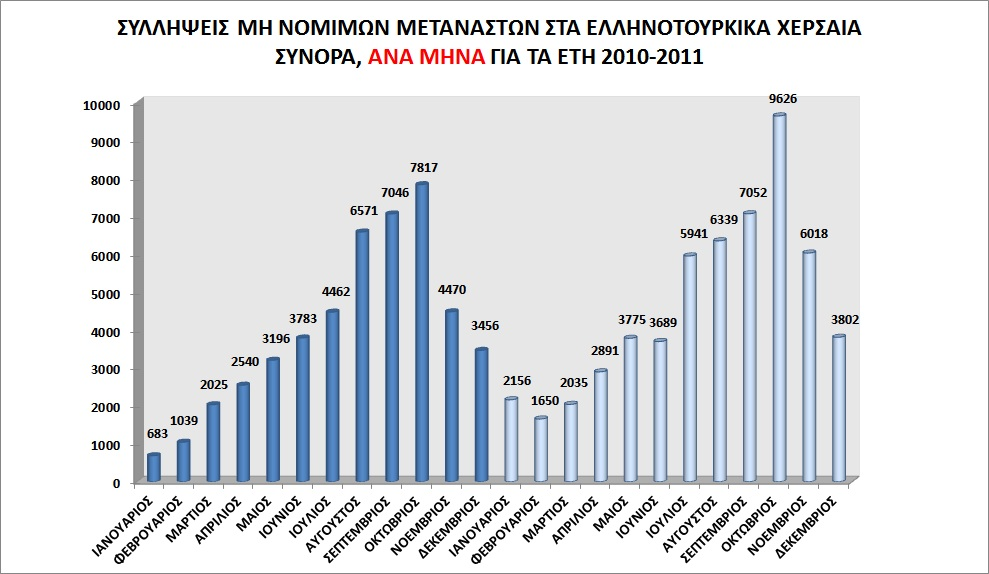 ΣΥΛΛΗΨΕΙΣ ΜΗ ΝΟΜΙΜΩΝ ΜΕΤΑΝΑΣΤΩΝ ΣΤΑ ΕΛΛΗΝΟΤΟΥΡΚΙΚΑ ΧΕΡΣΑΙΑ
ΣΥΝΟΡΑ, ΑΝΑ ΜΗΝΑ ΓΙΑ ΤΑ ΕΤΗ 2010-2011
10000
9000
8000
7000
6000
5000
4000
3000
2000
1000
0
683
1039
2025
2540
3196
3783
4462
6571
7046
7817
4470
3456
2156
1650
2035
2891
3775
3689
5941
6339
7052
9626
6018
3802
ΙΑΝΟΥΑΡΙΟΣ
ΦΕΒΡΟΥΑΡΙΟΣ
ΜΑΡΤΙΟΣ
ΑΠΡΙΛΙΟΣ
ΜΑΙΟΣ
ΙΟΥΝΙΟΣ
ΙΟΥΛΙΟΣ
ΑΥΓΟΥΣΤΟΣ
ΣΕΠΤΕΜΒΡΙΟΣ
ΟΚΤΩΒΡΙΟΣ
ΝΟΕΜΒΡΙΟΣ
ΔΕΚΕΜΒΡΙΟΣ
ΙΑΝΟΥΑΡΙΟΣ
ΦΕΒΡΟΥΑΡΙΟΣ
ΜΑΡΤΙΟΣ
ΑΠΡΙΛΙΟΣ
ΜΑΙΟΣ
ΙΟΥΝΙΟΣ
ΙΟΥΛΙΟΣ
ΑΥΓΟΥΣΤΟΣ
ΣΕΠΤΕΜΒΡΙΟΣ
ΟΚΤΩΒΡΙΟΣ
ΝΟΕΜΒΡΙΟΣ
ΔΕΚΕΜΒΡΙΟΣ